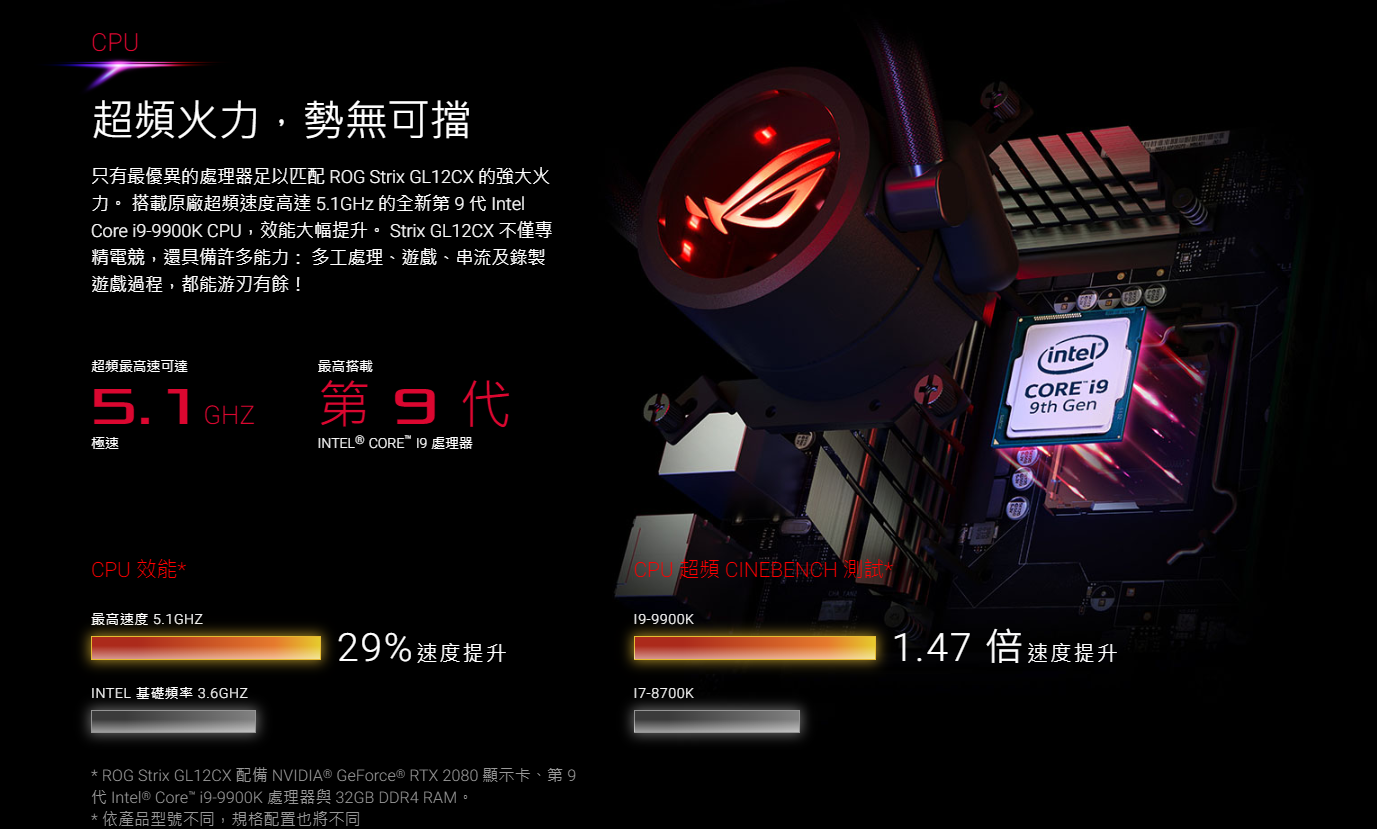 CPU
超頻火力，勢無可擋
只有最優異的處理器足以匹配 ROG Strix GL12CX 的強大火
力。 搭載原廠超頻速度高達 5.1GHz 的全新第 9 代 Intel
Core i9-9900K CPU，效能大幅提升。 Strix GL12CX 不僅專
精電競，還具備許多能力： 多工處理、遊戲、串流及錄製
遊戲過程，都能游刃有餘！
超頻最高速可達
5.1 GHZ
極速
最高搭載
第 9 代
INTEL® CORE™ I9 處理器
intel
CORE™ i9
9th Gen
CPU 效能*
最高速度 5.1GHZ
29% 速度提升
INTEL 基礎頻率 3.6GHZ
CPU 超頻 CINEBENCH 測試*
I9-9900K
1.47 倍 速度提升
I7-8700K
* ROG Strix GL12CX 配備 NVIDIA® GeForce® RTX 2080 顯示卡、第 9
代 Intel® Core™ i9-9900K 處理器與 32GB DDR4 RAM。
* 依產品型號不同，規格配置也將不同